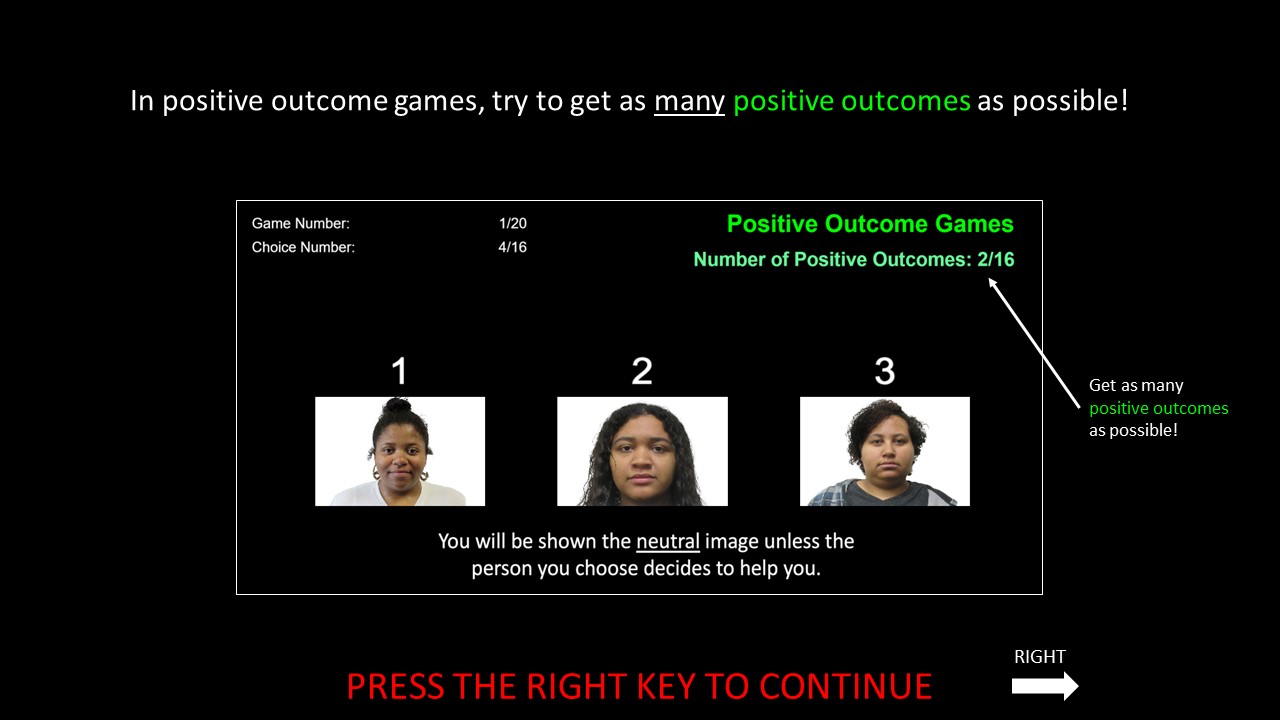 In positive outcome games, try to get as many positive outcomes as possible!
Game Number: 1/20
Choice Number: 4/16
Positive Outcome Games
Number of Positive Outcomes: 2/16
1 2 3
Get as many
positive outcomes
as possible!
You will be shown the neutral image unless the
person you choose decides to help you.
RIGHT
PRESS THE RIGHT KEY TO CONTINUE